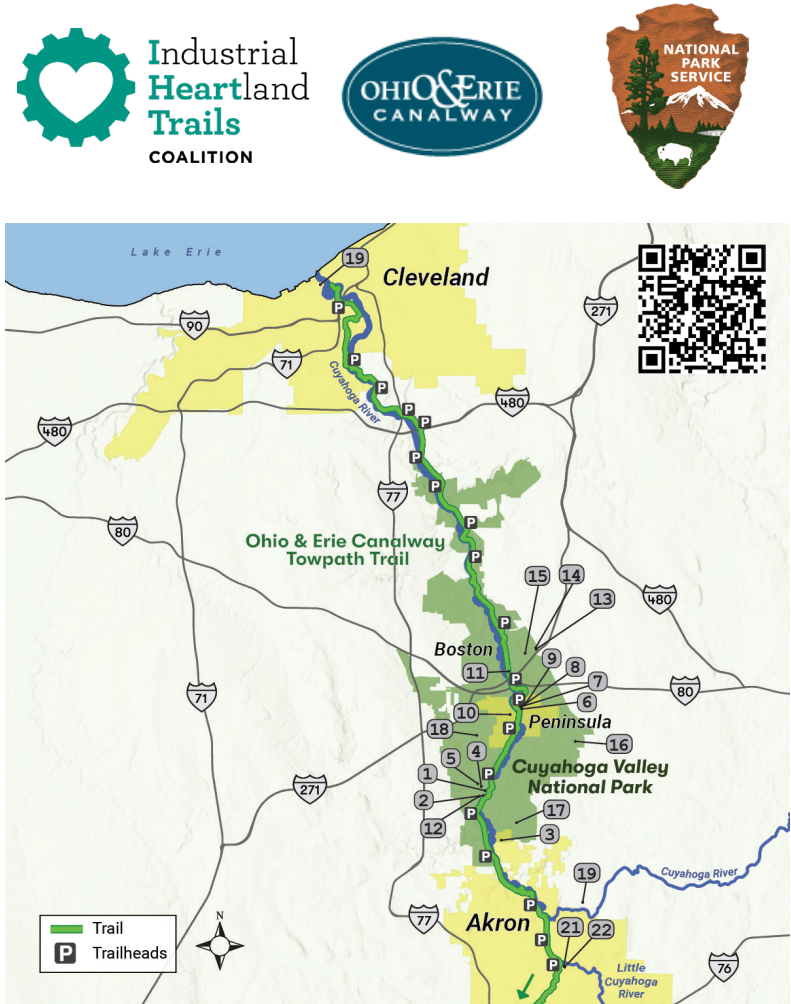 Industrial
Heartland
Trails
COALITION
OHIO & ERIE
CANALWAY
NATIONAL
PARK
SERVICE
Lake Erie
19
Cleveland
P
90
271
71
P
Cuyahoga River
P
480
P
P
480
P
77
P
80
P
Ohio & Erie Canalway
Towpath Trail
P
15
14
13
480
P
Boston
9
8
11
P
7
80
71
P
6
10
Peninsula
18
P
16
4
5
Cuyahoga Valley
National Park
1
P
271
2
12
P
17
3
P
19
Cuyahoga River
P
77
Akron
21
22
P
N
Trail
P
Trailheads
P
76
Little
Cuyahoga
River